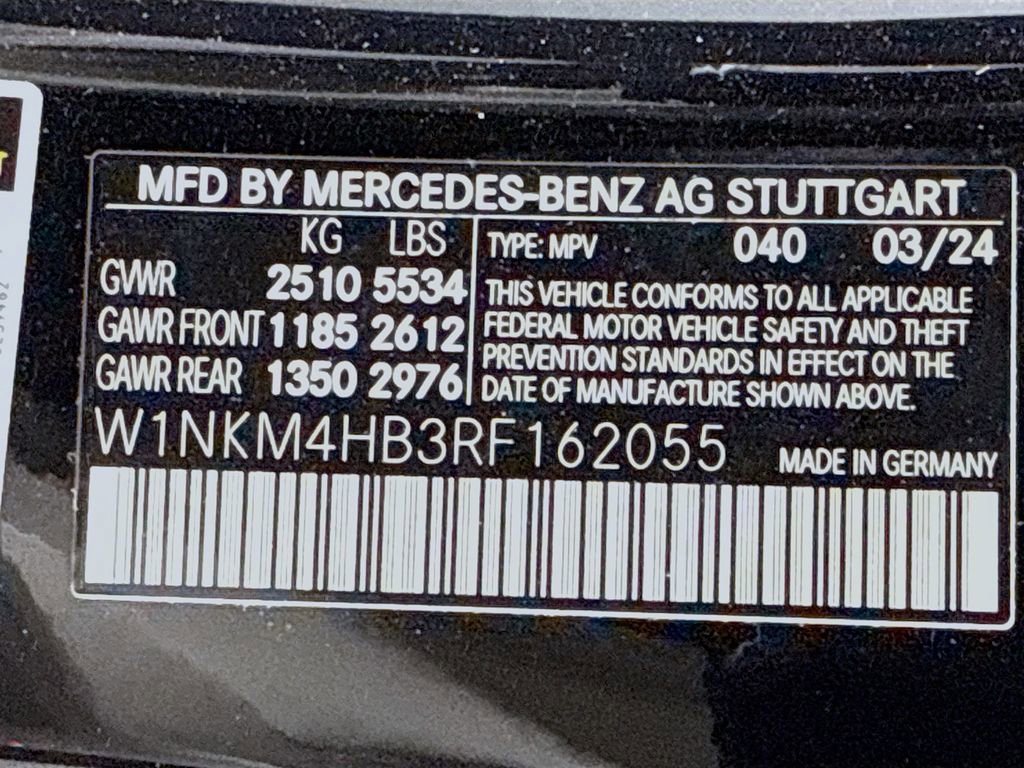 MFD BY MERCEDES-BENZ AG STUTTGART
KG LBS
GVWR 2510 5534
GAWR FRONT 1185 2612
GAWR REAR 1350 2976
TYPE: MPV 040 03/24
THIS VEHICLE CONFORMS TO ALL APPLICABLE
FEDERAL MOTOR VEHICLE SAFETY AND THEFT
PREVENTION STANDARDS IN EFFECT ON THE
DATE OF MANUFACTURE SHOWN ABOVE.
W1NKM4HB3RF162055
MADE IN GERMANY